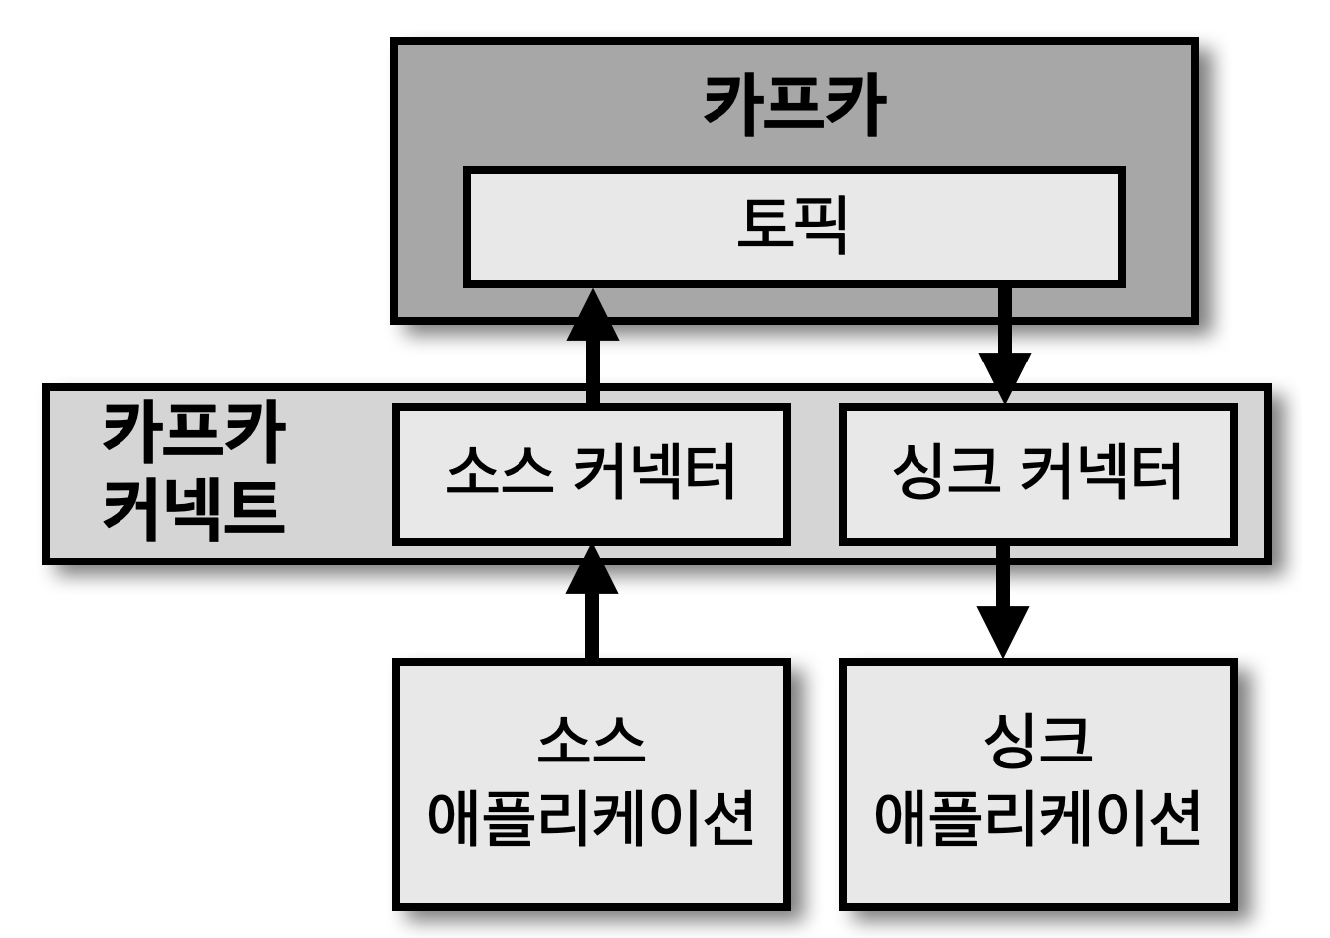 카프카
토픽
카프카
커넥트
소스 커넥터
싱크 커넥터
소스
애플리케이션
싱크
애플리케이션